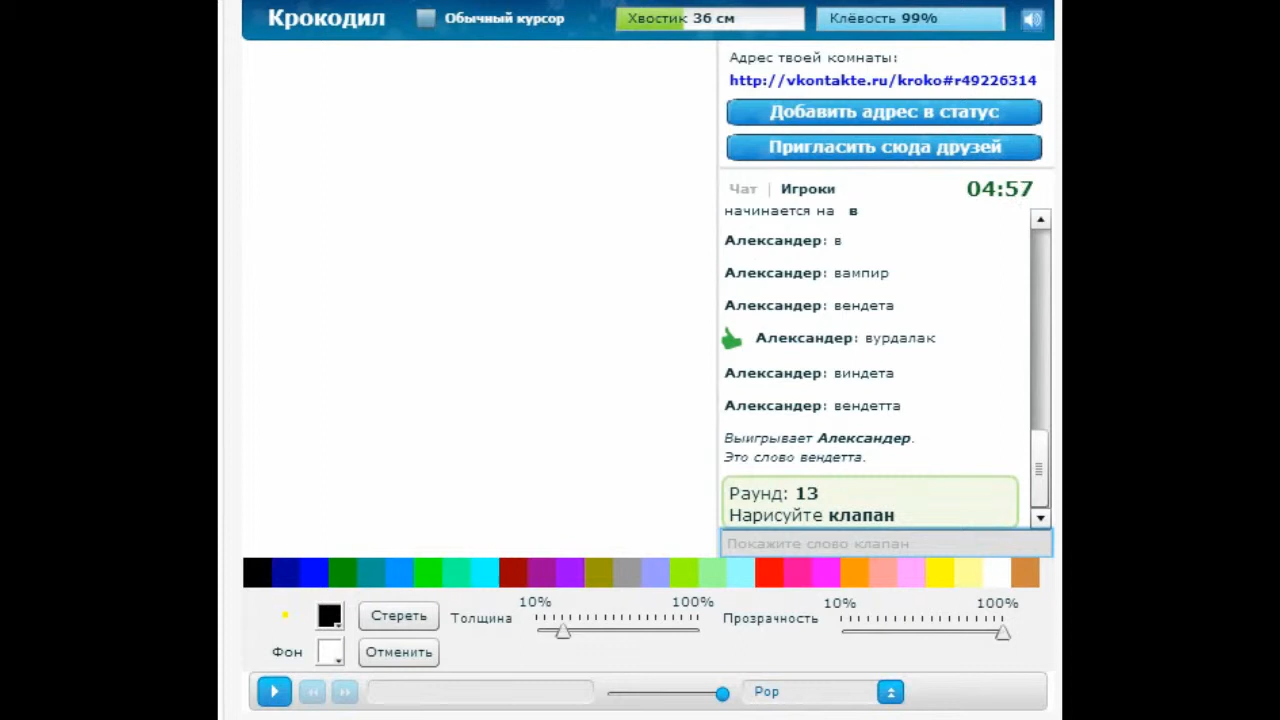 Крокодил
Обычный курсор
Хвостик 36 см
Клёвость 99%
Адрес твоей комнаты:
http://vkontakte.ru/kroko#r49226314
Добавить адрес в статус
Пригласить сюда друзей
Чат | Игроки
04:57
начинается на в
Александер: в
Александер: вампир
Александер: вендета
Александер: вурдалак
Александер: виндета
Александер: вендетта
Выигрывает Александер.
Это слово вендетта.
Раунд: 13
Нарисуйте клапан
Покажите слово клапан
Стереть
Толщина
10% 100%
Прозрачность
10% 100%
Фон
Отменить
Pop